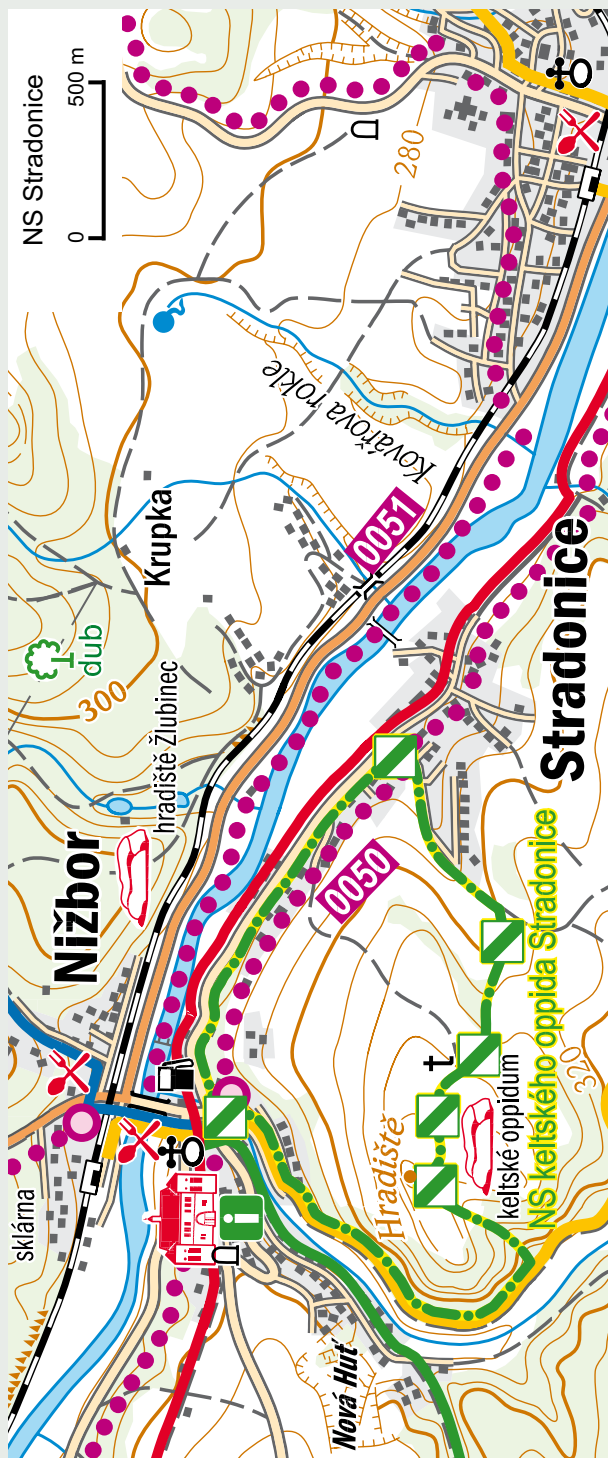 NS Stradonice
0
500 m
280
Kovářova rokle
Krupka
dub
300
hradiště Žlubinec
0051
Nižbor
Stradonice
0050
NS keltského oppida Stradonice
keltské oppidum
t
320
Hradiště
sklárna
i
Nová Huť